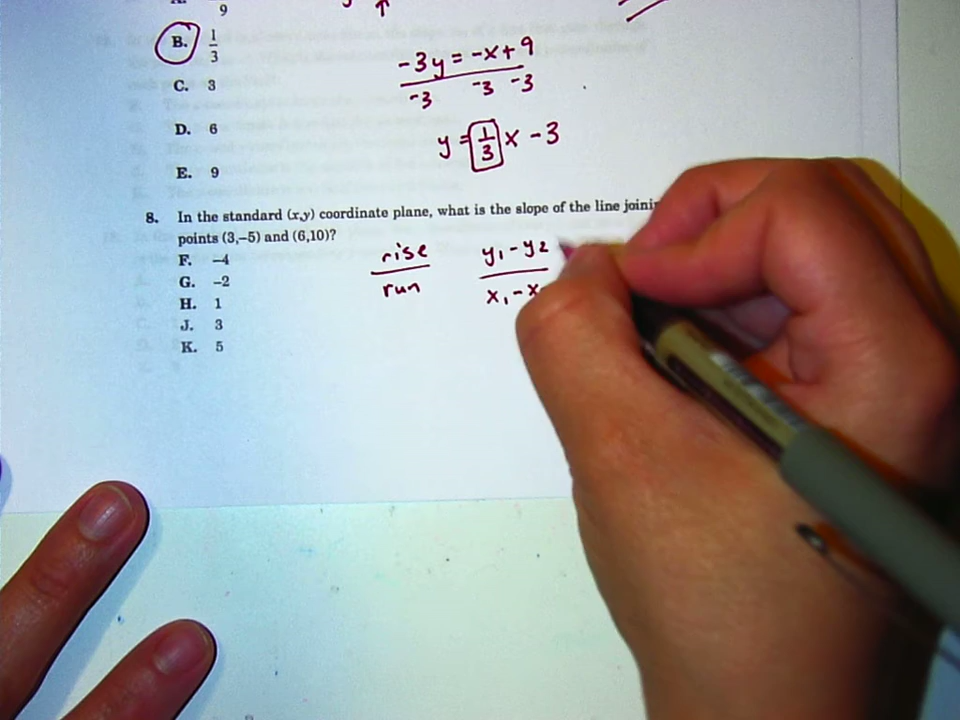 9
B. 1/3
-3y = -x + 9
-3 -3 -3
C. 3
D. 6
y = 1/3 x - 3
E. 9
8. In the standard (x,y) coordinate plane, what is the slope of the line
points (3,–5) and (6,10)?
F. –4
G. –2
H. 1
J. 3
K. 5
rise y₁ - y₂
run x₁ - x